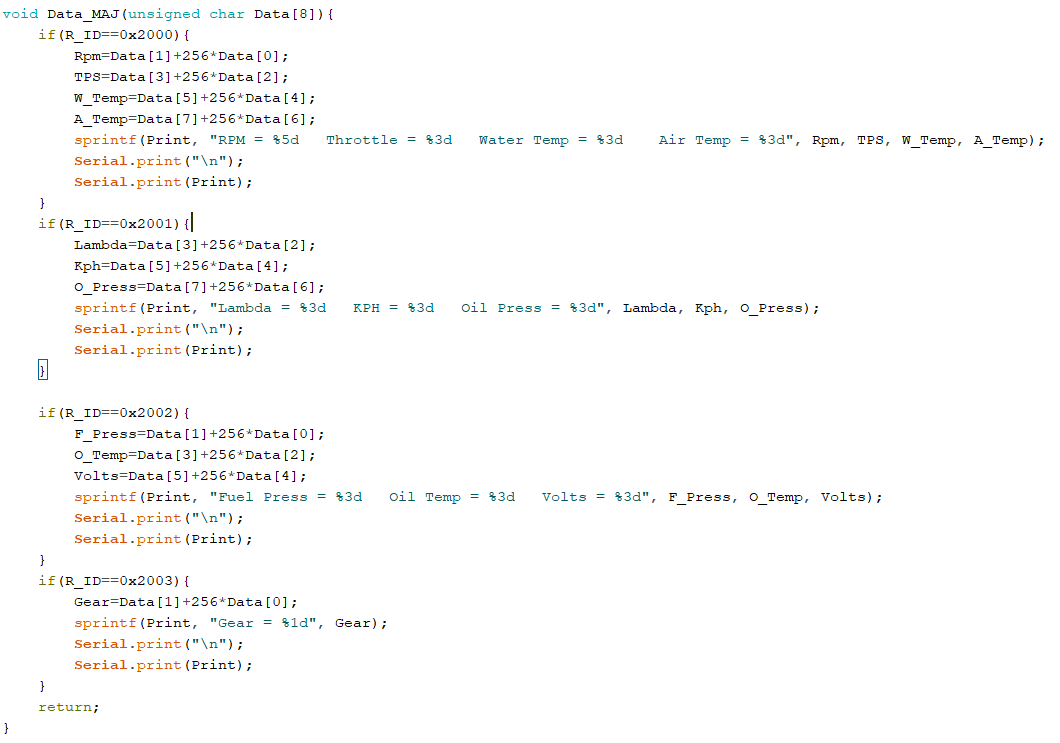 void Data_MAJ(unsigned char Data[8]){
    if(R_ID==0x2000){
        Rpm=Data[1]+256*Data[0];
        TPS=Data[3]+256*Data[2];
        W_Temp=Data[5]+256*Data[4];
        A_Temp=Data[7]+256*Data[6];
        sprintf(Print, "RPM = %5d   Throttle = %3d   Water Temp = %3d    Air Temp = %3d", Rpm, TPS, W_Temp, A_Temp);
        Serial.print("\n");
        Serial.print(Print);
    }
    if(R_ID==0x2001){
        Lambda=Data[3]+256*Data[2];
        Kph=Data[5]+256*Data[4];
        O_Press=Data[7]+256*Data[6];
        sprintf(Print, "Lambda = %3d   KPH = %3d   Oil Press = %3d", Lambda, Kph, O_Press);
        Serial.print("\n");
        Serial.print(Print);
    }

    if(R_ID==0x2002){
        F_Press=Data[1]+256*Data[0];
        O_Temp=Data[3]+256*Data[2];
        Volts=Data[5]+256*Data[4];
        sprintf(Print, "Fuel Press = %3d   Oil Temp = %3d   Volts = %3d", F_Press, O_Temp, Volts);
        Serial.print("\n");
        Serial.print(Print);
    }
    if(R_ID==0x2003){
        Gear=Data[1]+256*Data[0];
        sprintf(Print, "Gear = %1d", Gear);
        Serial.print("\n");
        Serial.print(Print);
    }
    return;
}